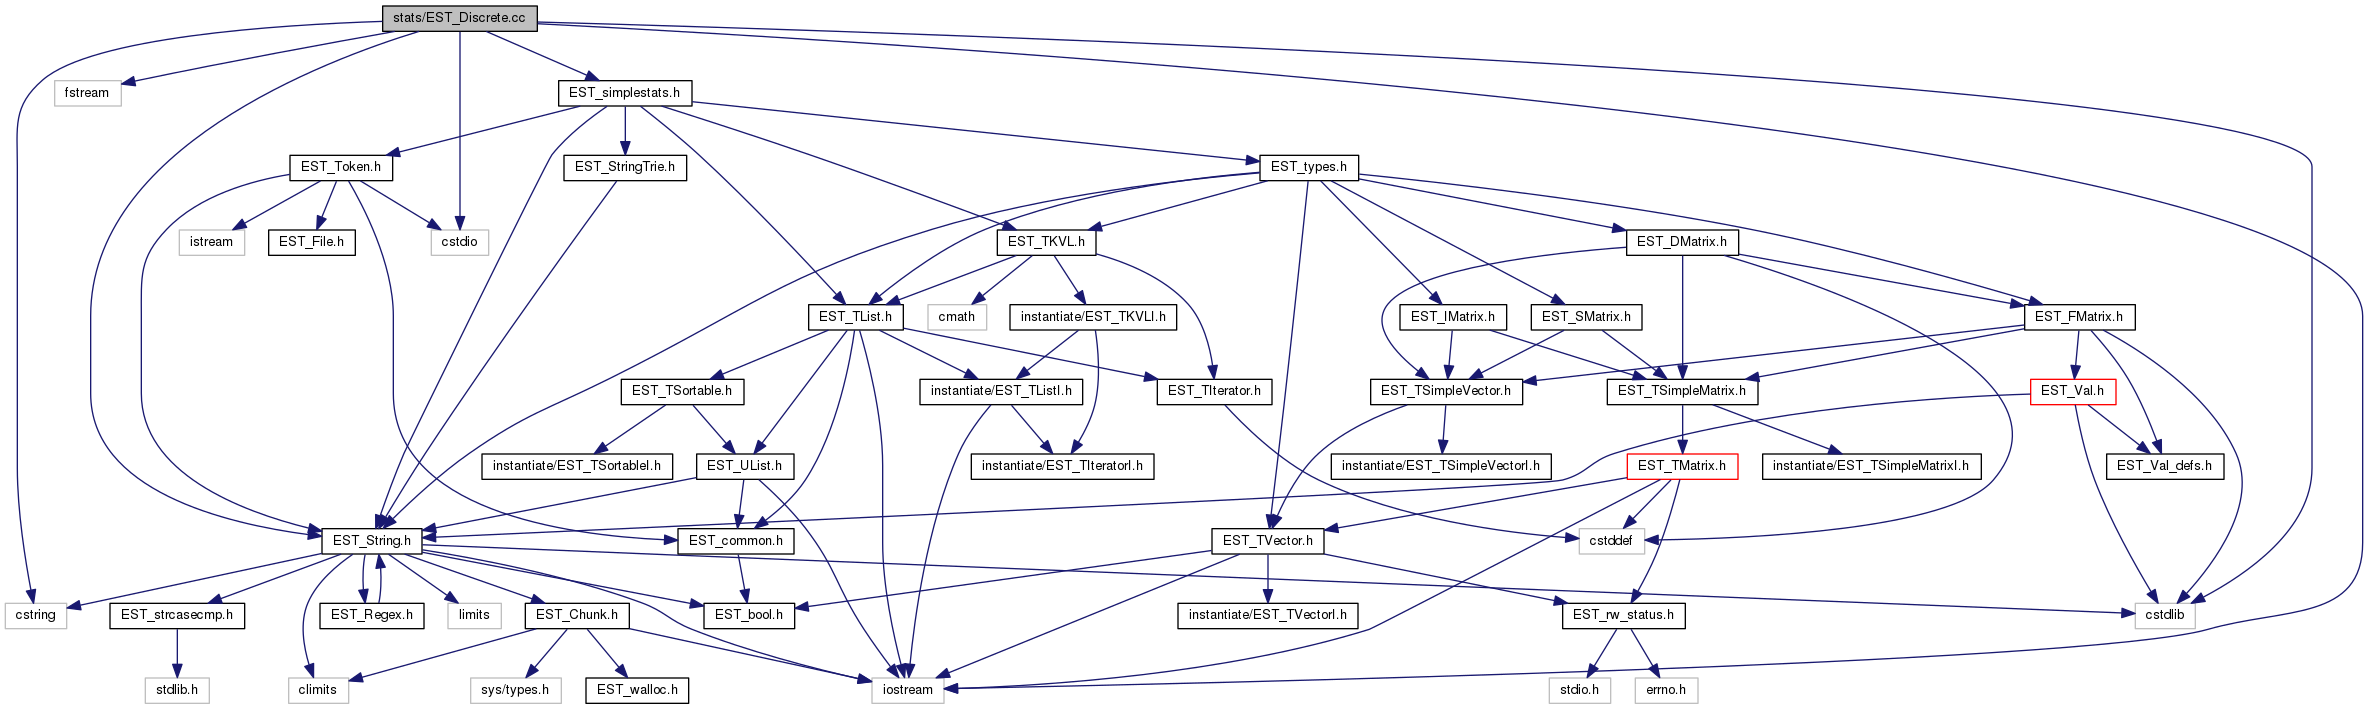 stats/EST_Discrete.cc
fstream
EST_simplestats.h
EST_Token.h
EST_StringTrie.h
EST_types.h
istream
EST_File.h
cstdio
EST_TKVL.h
EST_DMatrix.h
EST_TList.h
cmath
instantiate/EST_TKVLI.h
EST_IMatrix.h
EST_SMatrix.h
EST_FMatrix.h
EST_TSortable.h
instantiate/EST_TListI.h
EST_TIterator.h
EST_TSimpleVector.h
EST_TSimpleMatrix.h
EST_Val.h
instantiate/EST_TSortableI.h
EST_UList.h
instantiate/EST_TIteratorI.h
instantiate/EST_TSimpleVectorI.h
EST_TMatrix.h
instantiate/EST_TSimpleMatrixI.h
EST_Val_defs.h
EST_String.h
EST_common.h
EST_TVector.h
cstddef
cstring
EST_strcasecmp.h
EST_Regex.h
limits
EST_Chunk.h
EST_bool.h
instantiate/EST_TVectorI.h
EST_rw_status.h
cstdlib
stdlib.h
climits
sys/types.h
EST_walloc.h
iostream
stdio.h
errno.h